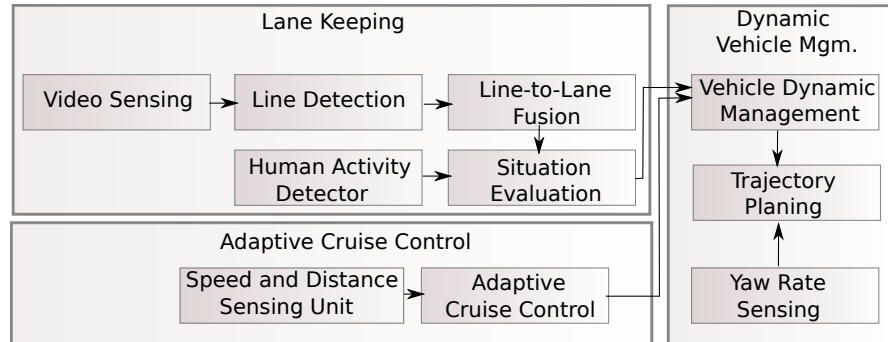 Lane Keeping
Video Sensing
Line Detection
Line-to-Lane
Fusion
Human Activity
Detector
Situation
Evaluation
Adaptive Cruise Control
Speed and Distance
Sensing Unit
Adaptive
Cruise Control
Dynamic
Vehicle Mgm.
Vehicle Dynamic
Management
Trajectory
Planing
Yaw Rate
Sensing